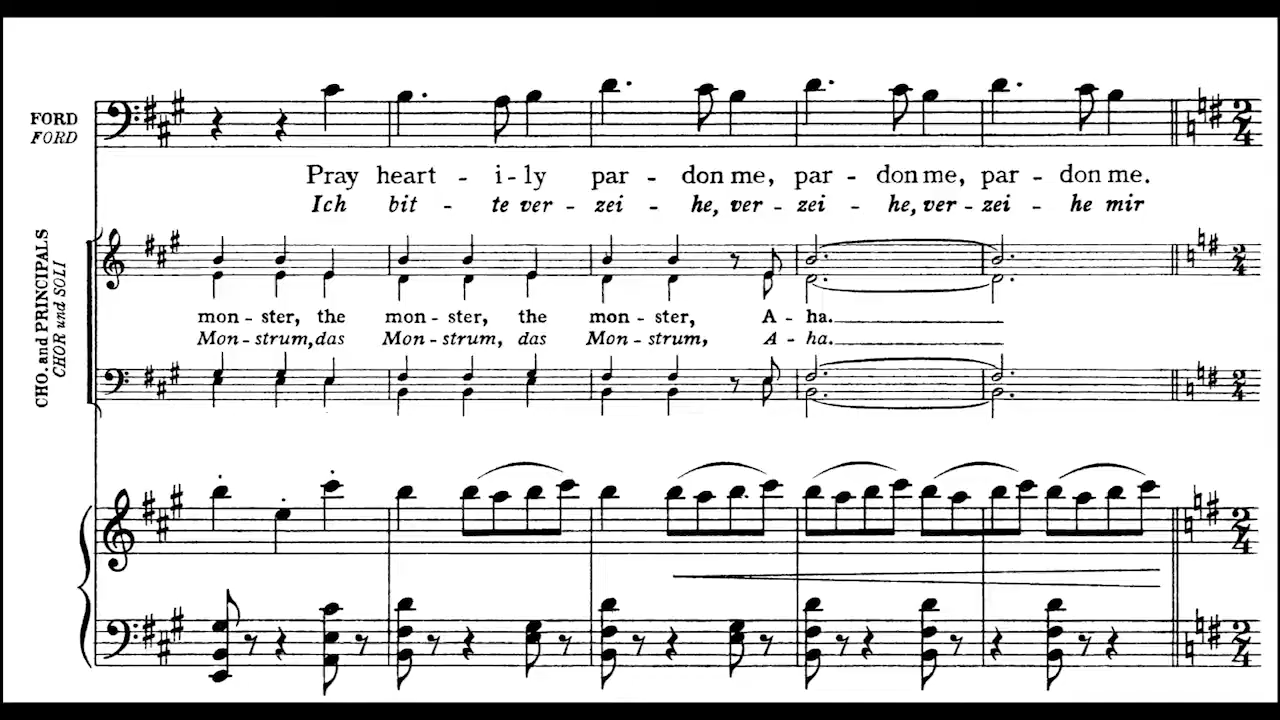 FORD
FORD
Pray heart - i - ly par - don me, par - don me, par - don me.
Ich bit - te ver - zei - he, ver - zei - he, ver - zei - he mir
CHO. and PRINCIPALS
CHOR und SOLI
mon - ster, the mon - ster, the mon - ster, A - ha.
Mon - strum, das Mon - strum, das Mon - strum, A - ha.